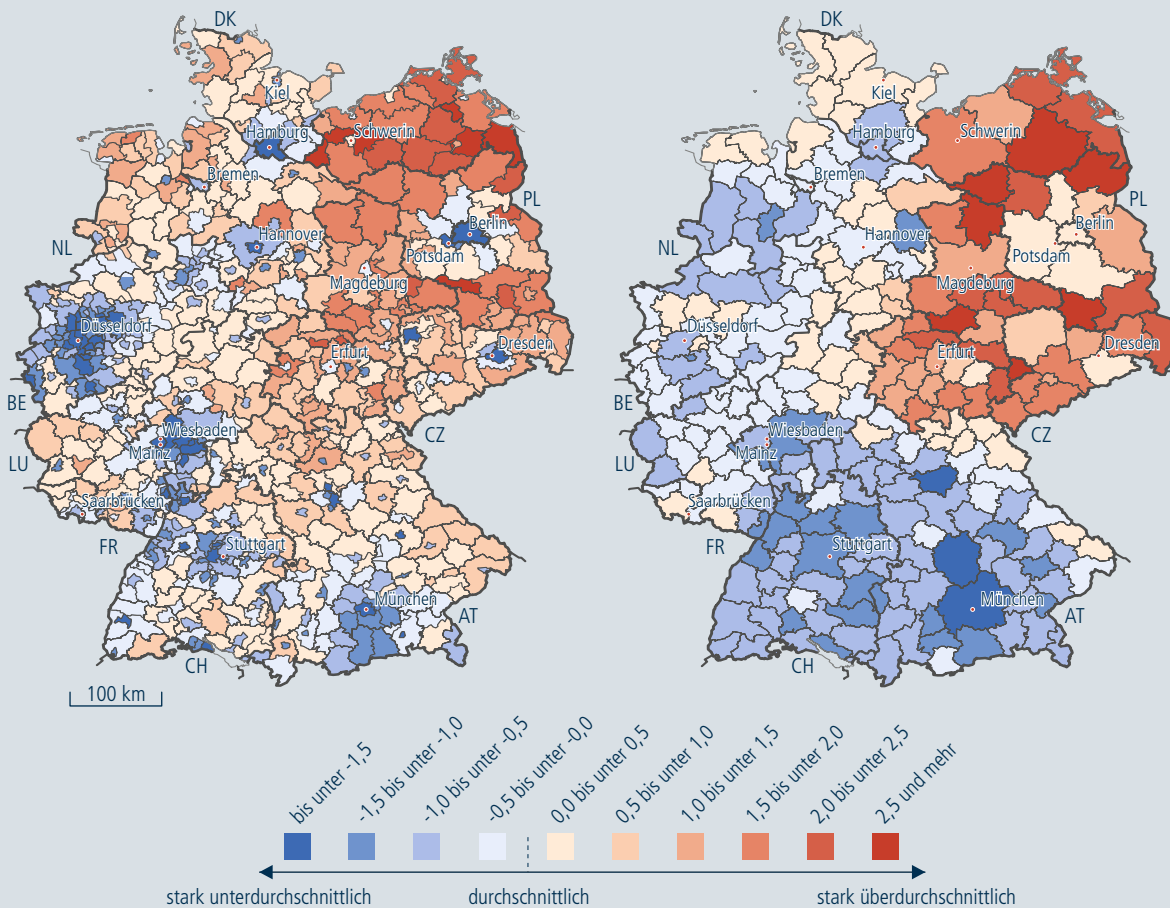 DK
Kiel
Hamburg
Schwerin
Bremen
PL
Berlin
Hannover
NL
Potsdam
Magdeburg
Düsseldorf
Erfurt
Dresden
BE
Wiesbaden
CZ
Mainz
LU
Saarbrücken
FR
Stuttgart
München
AT
CH
100 km
DK
Kiel
Hamburg
Schwerin
Bremen
PL
Berlin
Hannover
NL
Potsdam
Magdeburg
Düsseldorf
Erfurt
Dresden
BE
Wiesbaden
CZ
Mainz
LU
Saarbrücken
FR
Stuttgart
München
AT
CH
bis unter -1,5
-1,5 bis unter -1,0
-1,0 bis unter -0,5
-0,5 bis unter -0,0
0,0 bis unter 0,5
0,5 bis unter 1,0
1,0 bis unter 1,5
1,5 bis unter 2,0
2,0 bis unter 2,5
2,5 und mehr
stark unterdurchschnittlich
durchschnittlich
stark überdurchschnittlich